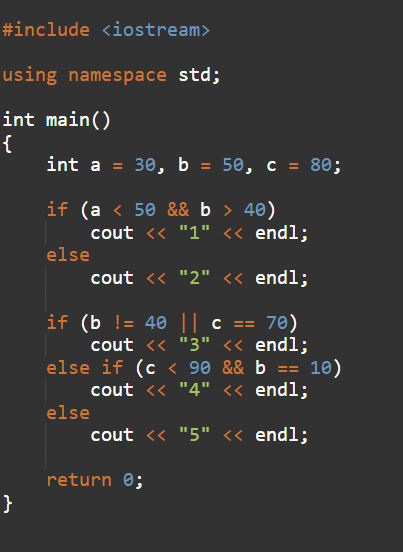 #include <iostream>
using namespace std;
int main()
{
    int a = 30, b = 50, c = 80;
    if (a < 50 && b > 40)
        cout << "1" << endl;
    else
        cout << "2" << endl;
    if (b != 40 || c == 70)
        cout << "3" << endl;
    else if (c < 90 && b == 10)
        cout << "4" << endl;
    else
        cout << "5" << endl;
    return 0;
}